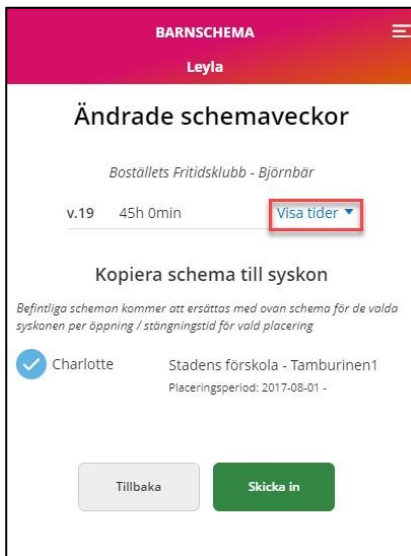 BARNSCHEMA
Leyla
Ändrade schemaveckor
Boställets Fritidsklubb - Björnbär
v.19 45h 0min Visa tider
Kopiera schema till syskon
Befintliga scheman kommer att ersättas med ovan schema för de valda
syskonen per öppning / stängningstid för vald placering
Charlotte Stadens förskola - Tamburinen1
Placeringsperiod: 2017-08-01 -
Tillbaka Skicka in